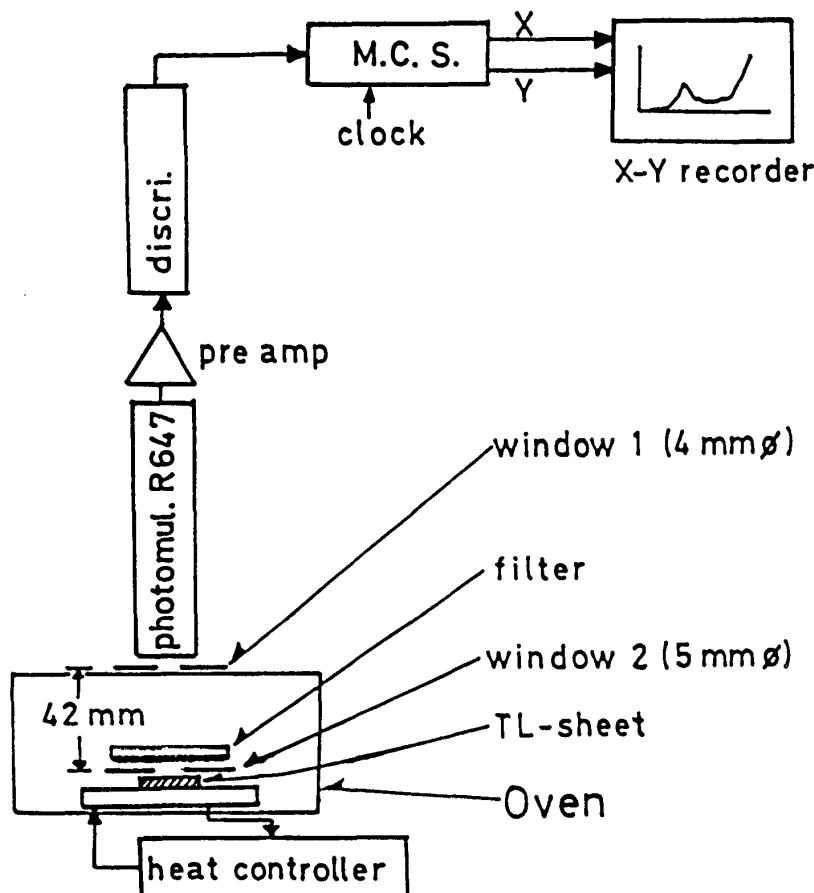 X
M.C. S.
Y
clock
X-Y recorder
discri.
pre amp
photomul. R647
window 1 (4 mmø)
filter
window 2 (5 mmø)
42 mm
TL-sheet
Oven
heat controller